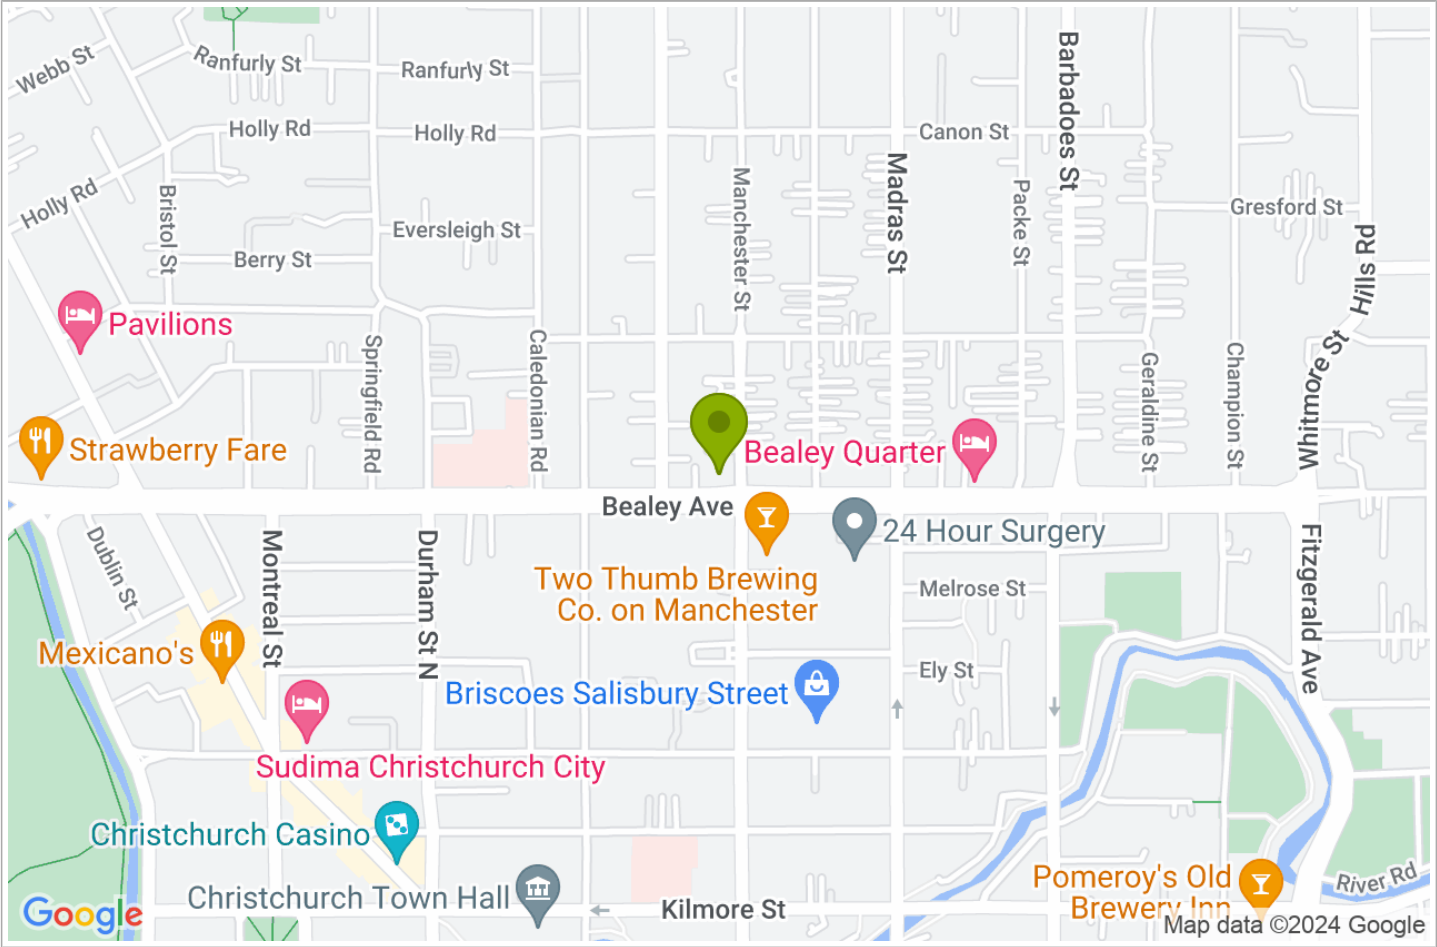 Webb St
Ranfurly St
Ranfurly St
Barbadoes St
Holly Rd
Holly Rd
Canon St
Holly Rd
Bristol St
Manchester St
Madras St
Packe St
Gresford St
Eversleigh St
Berry St
Hills Rd
Pavilions
Springfield Rd
Caledonian Rd
Geraldine St
Champion St
Whitmore St
Strawberry Fare
Bealey Quarter
Bealey Ave
24 Hour Surgery
Dublin St
Montreal St
Durham St N
Fitzgerald Ave
Two Thumb Brewing
Co. on Manchester
Melrose St
Mexicano's
Ely St
Briscoes Salisbury Street
Sudima Christchurch City
Christchurch Casino
Christchurch Town Hall
Kilmore St
Pomeroy's Old
Brewery Inn
River Rd
Google
Map data ©2024 Google